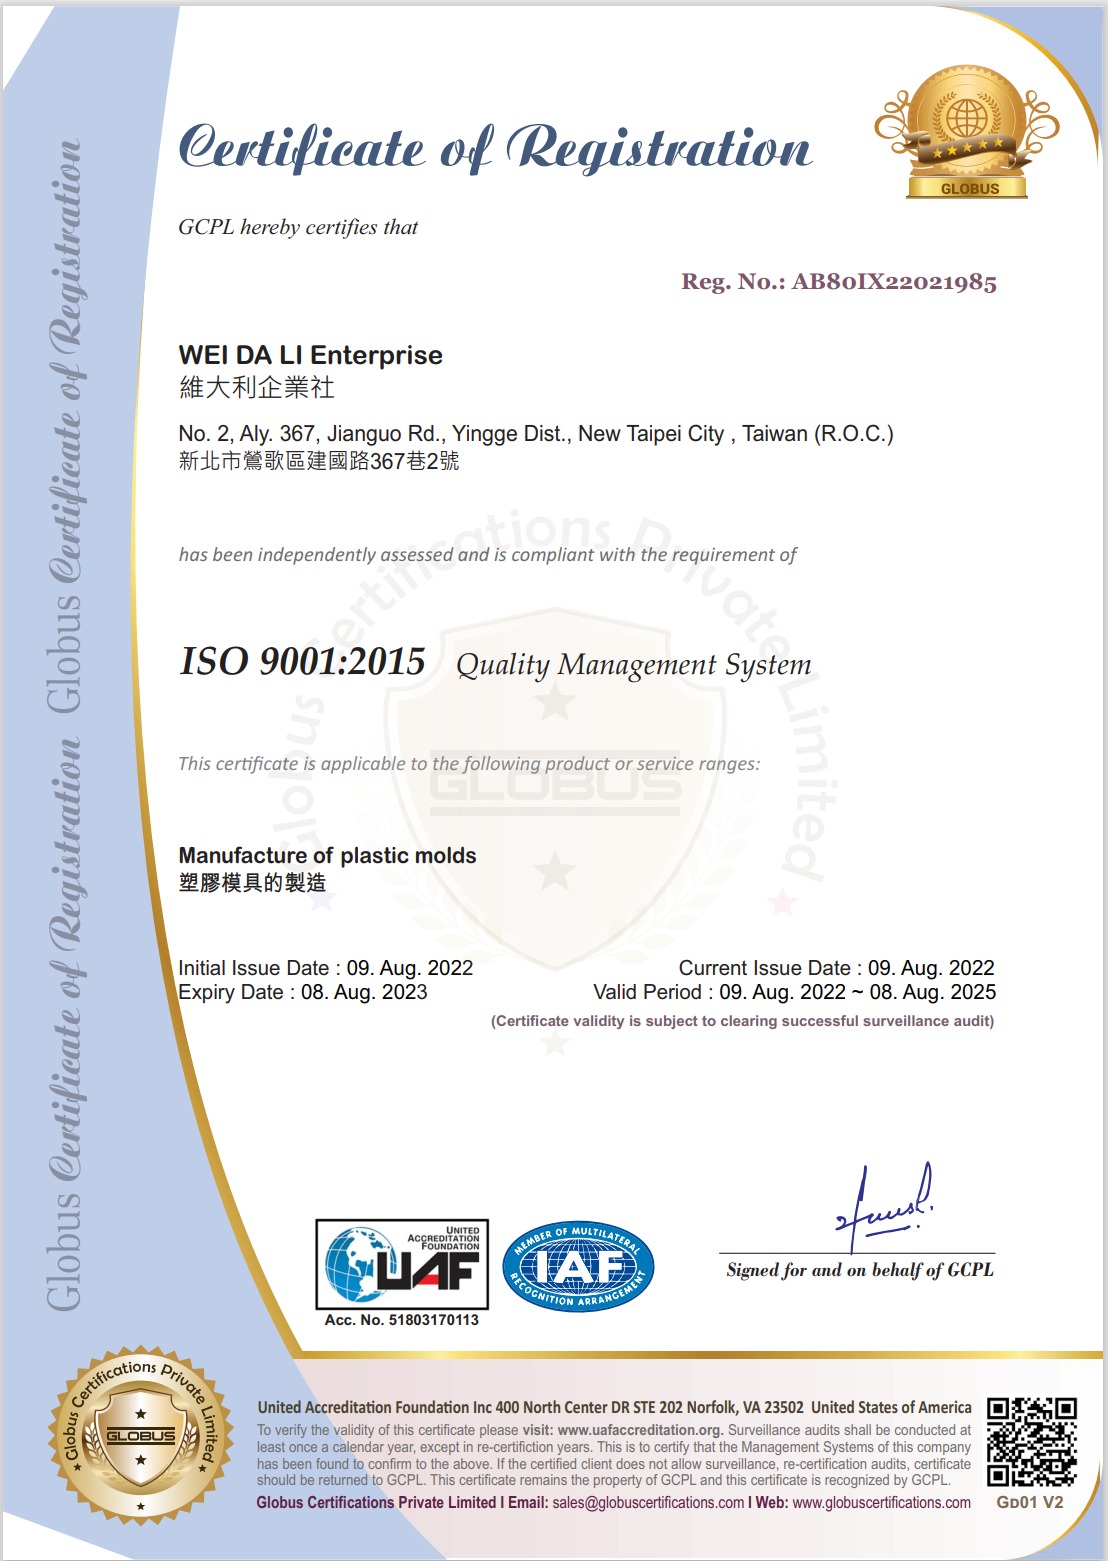 Certificate of Registration
GLOBUS
GCPL hereby certifies that
Reg. No.: AB80IX22021985
WEI DA LI Enterprise
維大利企業社
No. 2, Aly. 367, Jianguo Rd., Yingge Dist., New Taipei City , Taiwan (R.O.C.)
新北市鶯歌區建國路367巷2號
has been independently assessed and is compliant with the requirement of
ISO 9001:2015 Quality Management System
This certificate is applicable to the following product or service ranges:
Manufacture of plastic molds
塑膠模具的製造
Initial Issue Date : 09. Aug. 2022
Current Issue Date : 09. Aug. 2022
Expiry Date : 08. Aug. 2023
Valid Period : 09. Aug. 2022 ~ 08. Aug. 2025
(Certificate validity is subject to clearing successful surveillance audit)
Globus Certifications Private Limited
GLOBUS
Globus Certificate of Registration Globus Certificate of Registration
UNITED
ACCREDITATION
FOUNDATION
UAF
Acc. No. 51803170113
MEMBER OF MULTILATERAL
IAF
RECOGNITION ARRANGEMENT
Signed for and on behalf of GCPL
Globus Certifications Private Limited
GLOBUS
United Accreditation Foundation Inc 400 North Center DR STE 202 Norfolk, VA 23502 United States of America
To verify the validity of this certificate please visit: www.uafaccreditation.org. Surveillance audits shall be conducted at
least once a calendar year, except in re-certifiction years. This is to certify that the Management Systems of this company
has been found to confirm to the above. If the certified client does not allow surveillance, re-certification audits, certificate
should be returned to GCPL. This certificate remains the property of GCPL and this certificate is recognized by GCPL.
Globus Certifications Private Limited I Email: sales@globuscertifications.com I Web: www.globuscertifications.com
GD01 V2